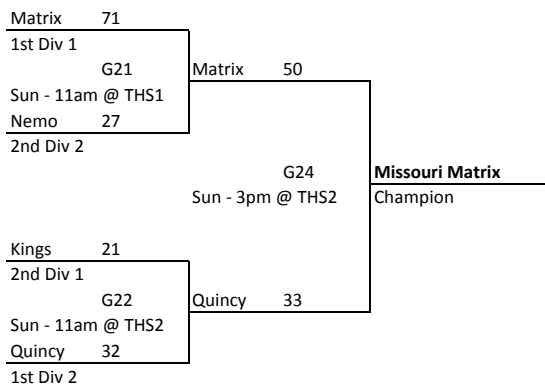 Matrix 71
1st Div 1
G21 Matrix 50
Sun - 11am @ THS1
Nemo 27
2nd Div 2
G24 Missouri Matrix
Sun - 3pm @ THS2 Champion
Kings 21
2nd Div 1
G22 Quincy 33
Sun - 11am @ THS2
Quincy 32
1st Div 2